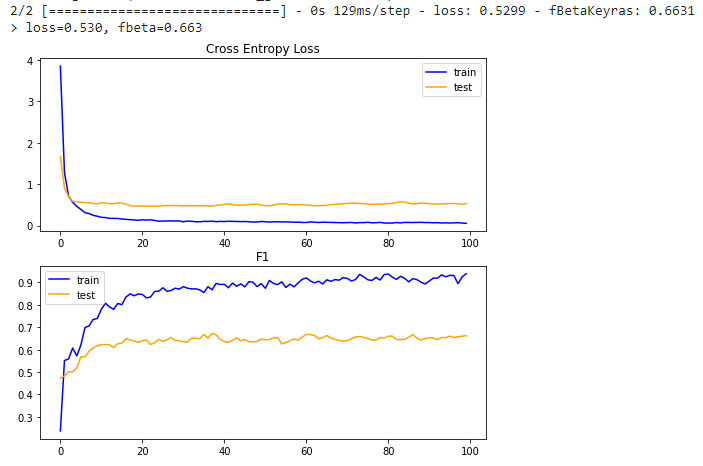 2/2 [==============================] - 0s 129ms/step - loss: 0.5299 - fBetaKeyras: 0.6631
> loss=0.530, fbeta=0.663
Cross Entropy Loss
4
3
2
1
0
train
test
0 20 40 60 80 100
F1
0.9
0.8
0.7
0.6
0.5
0.4
0.3
train
test
0 20 40 60 80 100